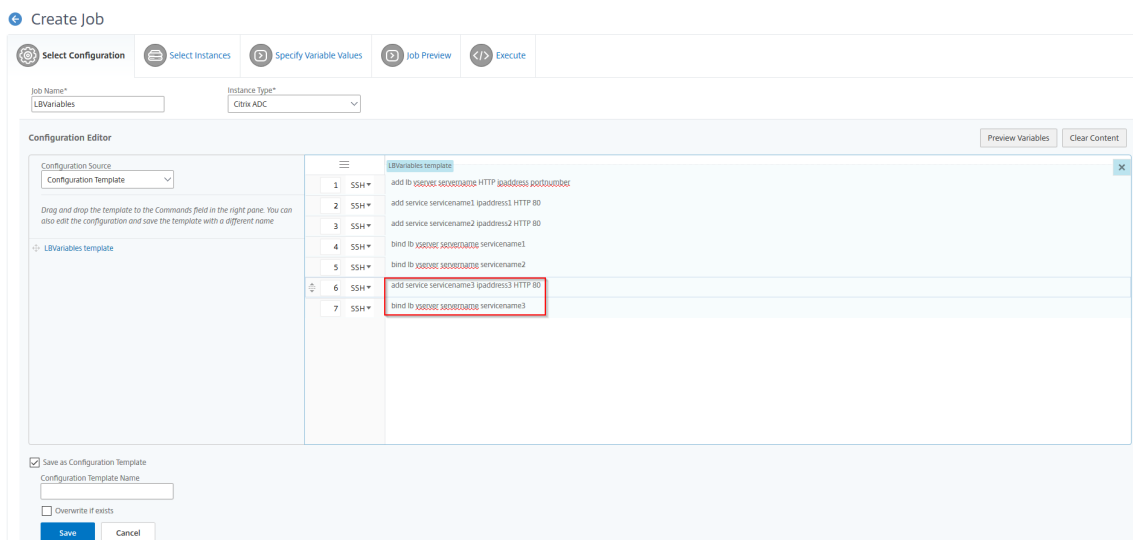 Create Job
Select Configuration
Select Instances
Specify Variable Values
Job Preview
</> Execute
Job Name*
Instance Type*
LBVariables
Citrix ADC
Configuration Editor
Preview Variables
Clear Content
Configuration Source
Configuration Template
Drag and drop the template to the Commands field in the right pane. You can
also edit the configuration and save the template with a different name
LBVariables template
LBVariables template
1 SSH add lb vserver servername HTTP ipaddress portnumber
2 SSH add service servicename1 ipaddress1 HTTP 80
3 SSH add service servicename2 ipaddress2 HTTP 80
4 SSH bind lb vserver servername servicename1
5 SSH bind lb vserver servername servicename2
6 SSH add service servicename3 ipaddress3 HTTP 80
7 SSH bind lb vserver servername servicename3
Save as Configuration Template
Configuration Template Name
Overwrite if exists
Save
Cancel